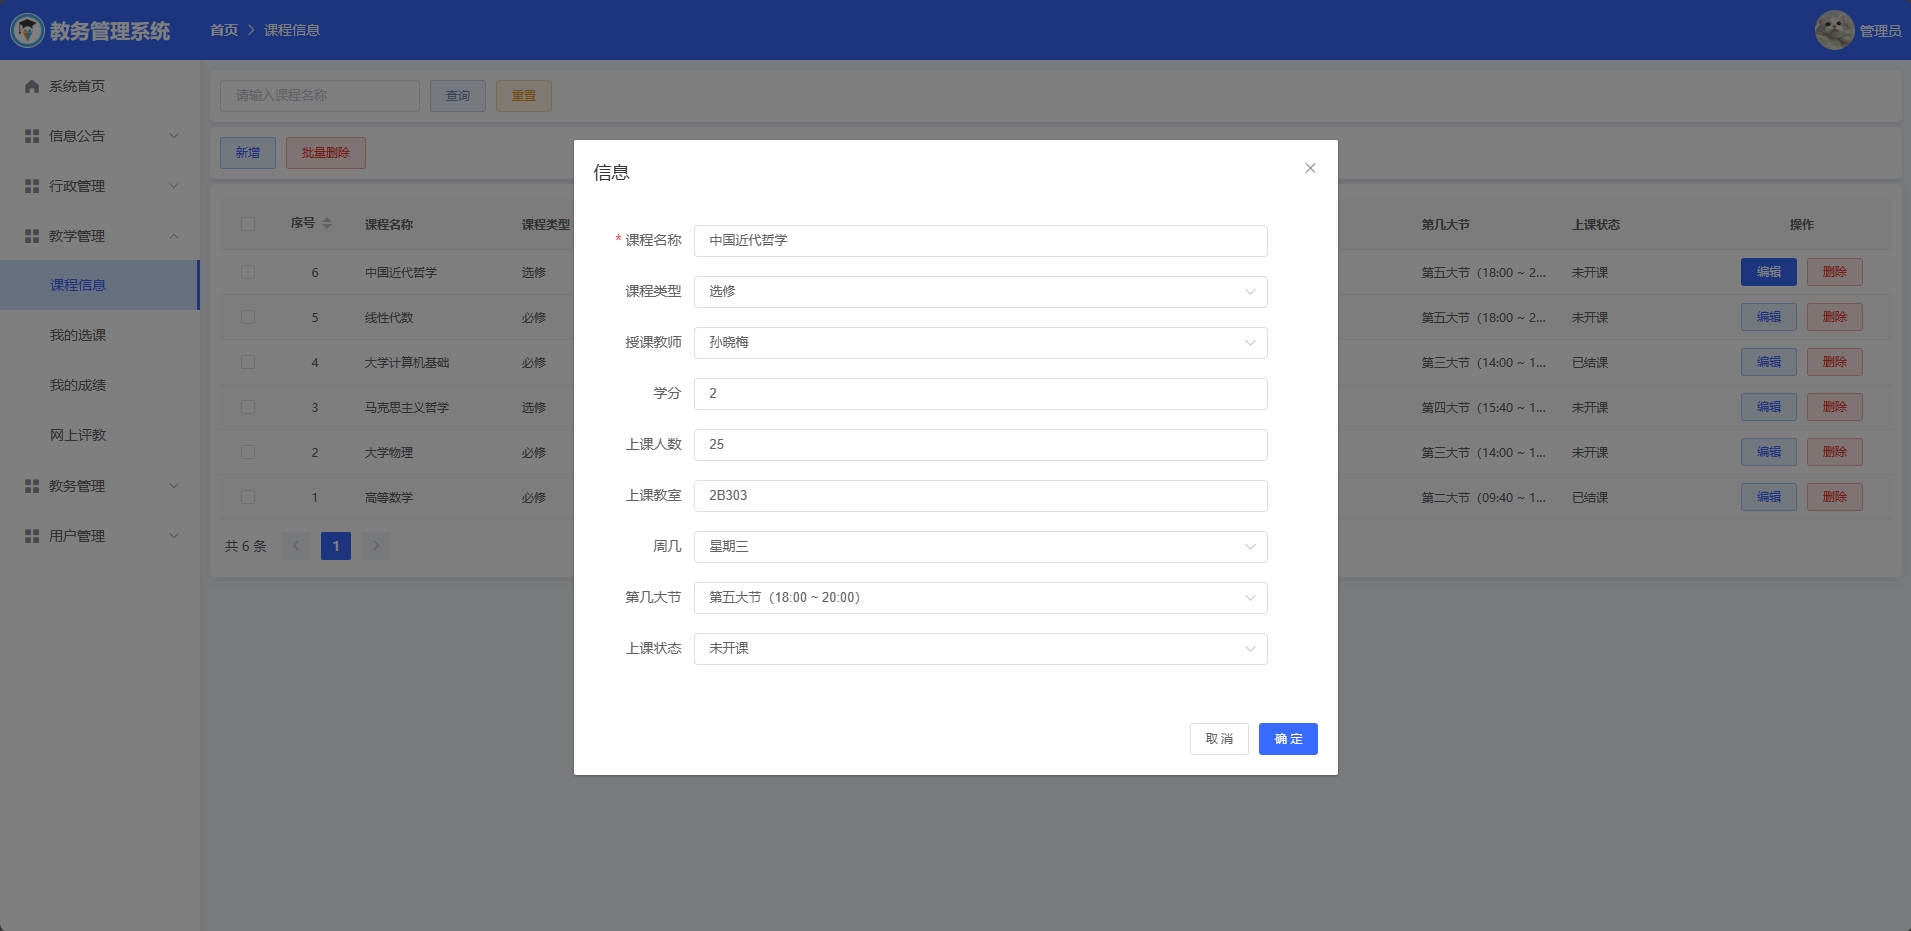 教务管理系统
首页
课程信息
管理员
系统首页
信息公告
行政管理
教学管理
课程信息
我的选课
我的成绩
网上评教
教务管理
用户管理
请输入课程名称
查询
重置
新增
批量删除
序号 课程名称 课程类型 第几大节 上课状态 操作
6 中国近代哲学 选修 第五大节（18:00 ~ 2... 未开课 编辑 删除
5 线性代数 必修 第五大节（18:00 ~ 2... 未开课 编辑 删除
4 大学计算机基础 必修 第三大节（14:00 ~ 1... 已结课 编辑 删除
3 马克思主义哲学 选修 第四大节（15:40 ~ 1... 未开课 编辑 删除
2 大学物理 必修 第三大节（14:00 ~ 1... 未开课 编辑 删除
1 高等数学 必修 第二大节（09:40 ~ 1... 已结课 编辑 删除
共 6 条
1
信息
* 课程名称 中国近代哲学
课程类型 选修
授课教师 孙晓梅
学分 2
上课人数 25
上课教室 2B303
周几 星期三
第几大节 第五大节（18:00 ~ 20:00）
上课状态 未开课
取 消
确 定